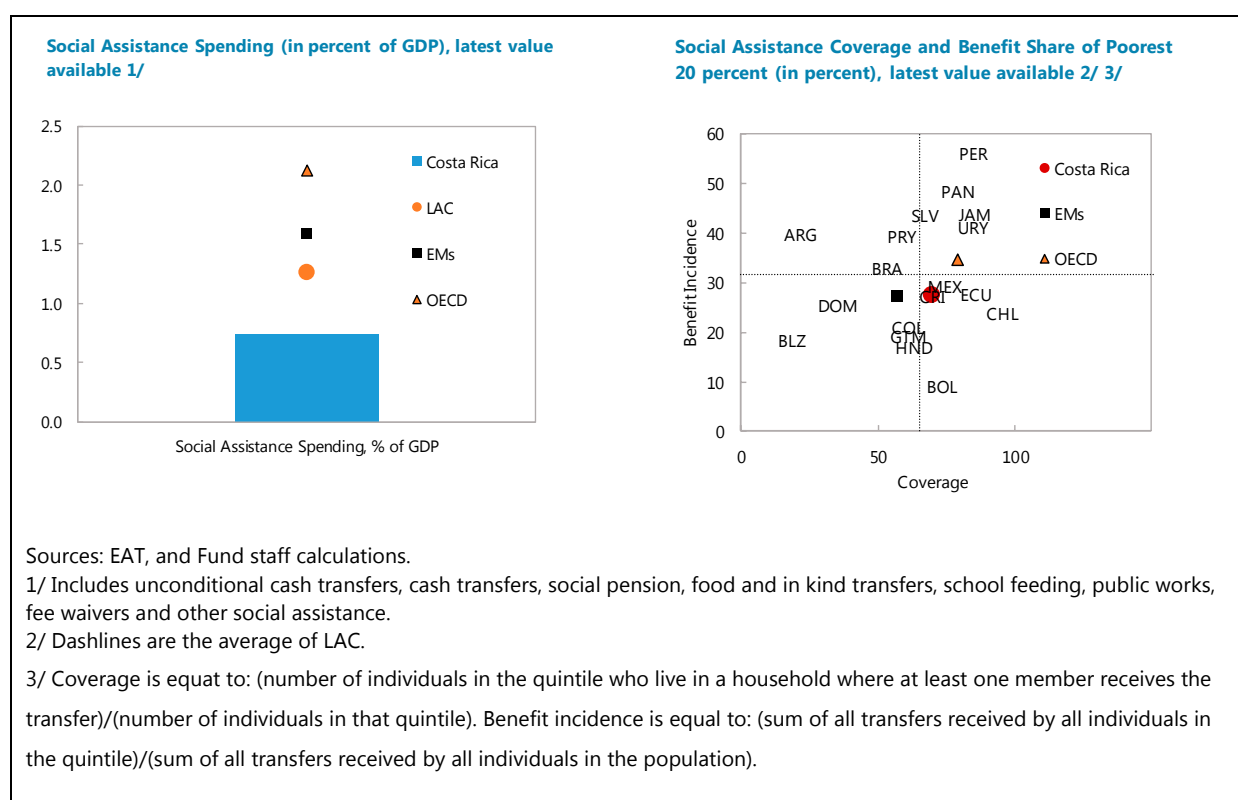 Social Assistance Spending (in percent of GDP), latest value
available 1/
2.5
2.0
1.5
1.0
0.5
0.0
Costa Rica
LAC
EMs
OECD
Social Assistance Spending, % of GDP
Social Assistance Coverage and Benefit Share of Poorest
20 percent (in percent), latest value available 2/ 3/
60
50
40
30
20
10
0
Benefit Incidence
PER
PAN
SLV
JAM
URY
ARG
PRY
BRA
MEX
CRI
ECU
DOM
CHL
COL
GTM
BLZ
HND
BOL
Costa Rica
EMs
OECD
0
50
100
Coverage
Sources: EAT, and Fund staff calculations.
1/ Includes unconditional cash transfers, cash transfers, social pension, food and in kind transfers, school feeding, public works,
fee waivers and other social assistance.
2/ Dashlines are the average of LAC.
3/ Coverage is equat to: (number of individuals in the quintile who live in a household where at least one member receives the
transfer)/(number of individuals in that quintile). Benefit incidence is equal to: (sum of all transfers received by all individuals in
the quintile)/(sum of all transfers received by all individuals in the population).